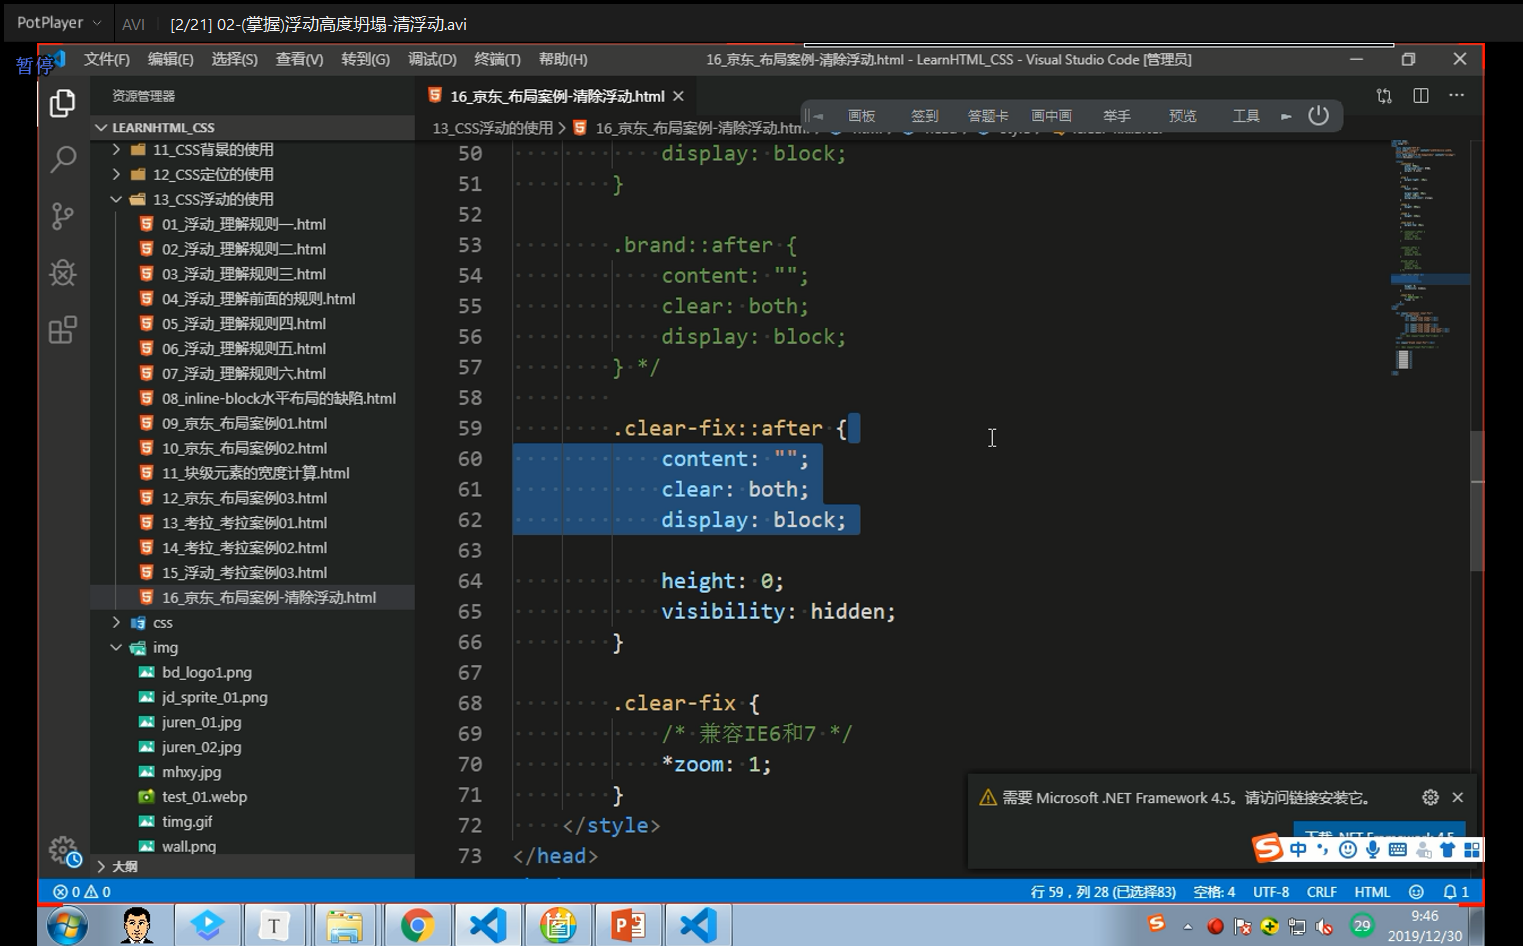 PotPlayer AVI [2/21] 02-(掌握)浮动高度坍塌-清浮动.avi
暂停
文件(F) 编辑(E) 选择(S) 查看(V) 转到(G) 调试(D) 终端(T) 帮助(H) 16_京东_布局案例-清除浮动.html - LearnHTML_CSS - Visual Studio Code [管理员]
资源管理器
16_京东_布局案例-清除浮动.html
画板 签到 答题卡 画中画 举手 预览 工具
LEARNHTML_CSS
13_CSS浮动的使用 > 16_京东_布局案例-清除浮动.html
11_CSS背景的使用
12_CSS定位的使用
13_CSS浮动的使用
01_浮动_理解规则一.html
02_浮动_理解规则二.html
03_浮动_理解规则三.html
04_浮动_理解前面的规则.html
05_浮动_理解规则四.html
06_浮动_理解规则五.html
07_浮动_理解规则六.html
08_inline-block水平布局的缺陷.html
09_京东_布局案例01.html
10_京东_布局案例02.html
11_块级元素的宽度计算.html
12_京东_布局案例03.html
13_考拉_考拉案例01.html
14_考拉_考拉案例02.html
15_浮动_考拉案例03.html
16_京东_布局案例-清除浮动.html
css
img
bd_logo1.png
jd_sprite_01.png
juren_01.jpg
juren_02.jpg
mhxy.jpg
test_01.webp
timg.gif
wall.png
大纲
50 display: block;
51 }
52
53 .brand::after {
54 content: "";
55 clear: both;
56 display: block;
57 } */
58
59 .clear-fix::after {
60 content: "";
61 clear: both;
62 display: block;
63
64 height: 0;
65 visibility: hidden;
66 }
67
68 .clear-fix {
69 /* 兼容IE6和7 */
70 *zoom: 1;
71 }
72 </style>
73 </head>
需要 Microsoft .NET Framework 4.5。请访问链接安装它。
下载 .NET Framework 4.5
中
0 0 行 59，列 28 (已选择83) 空格: 4 UTF-8 CRLF HTML 1
T
29
9:46
2019/12/30